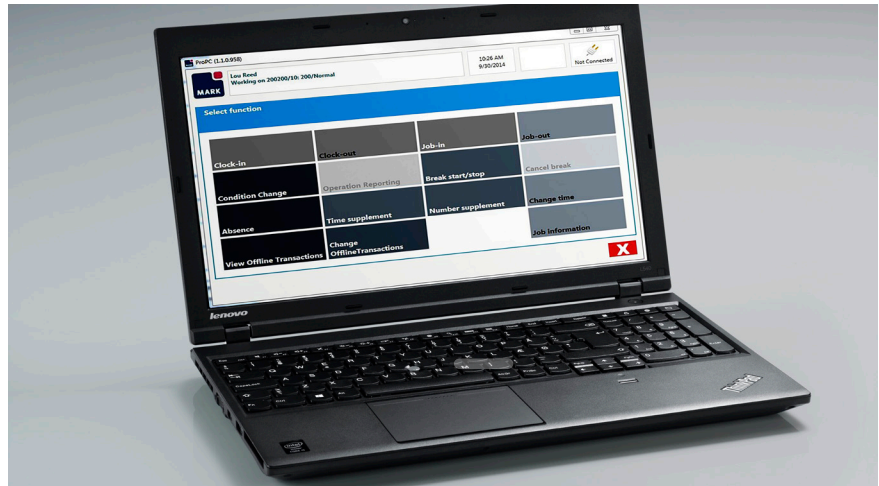 ProPC (1.1.0.958)
MARK
Lou Reed
Working on 200200/10: 200/Normal
10:26 AM
9/30/2014
Not Connected
Select function
Clock-in
Clock-out
Job-in
Job-out
Condition Change
Operation Reporting
Break start/stop
Cancel break
Absence
Time supplement
Number supplement
Change time
View Offline Transactions
Change
OfflineTransactions
Job Information
X
lenovo
ThinkPad
intel